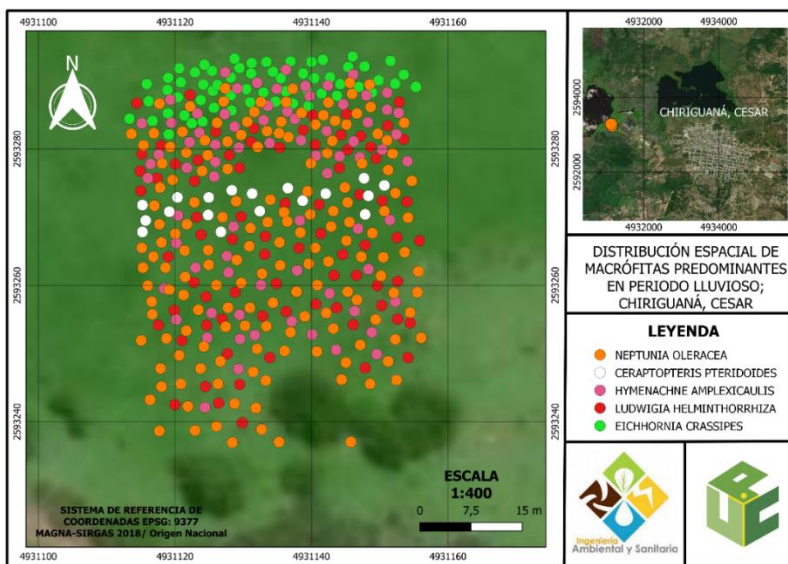 4931100 4931120 4931140 4931160
4932000 4934000
N
2593280
2593260
2593240
2593280
2593260
2593240
2594000
2592000
CHIRIGUANÁ, CESAR
4932000 4934000
DISTRIBUCIÓN ESPACIAL DE
MACRÓFITAS PREDOMINANTES
EN PERIODO LLUVIOSO;
CHIRIGUANÁ, CESAR
LEYENDA
NEPTUNIA OLERACEA
CERAPTOPTERIS PTERIDOIDES
HYMENACHNE AMPLEXICAULIS
LUDWIGIA HELMINTHORRHIZA
EICHHORNIA CRASSIPES
ESCALA
1:400
0 7,5 15 m
SISTEMA DE REFERENCIA DE
COORDENADAS EPSG: 9377
MAGNA-SIRGAS 2018/ Origen Nacional
4931100 4931120 4931140 4931160
Ingeniería
Ambiental y Sanitaria
UPC